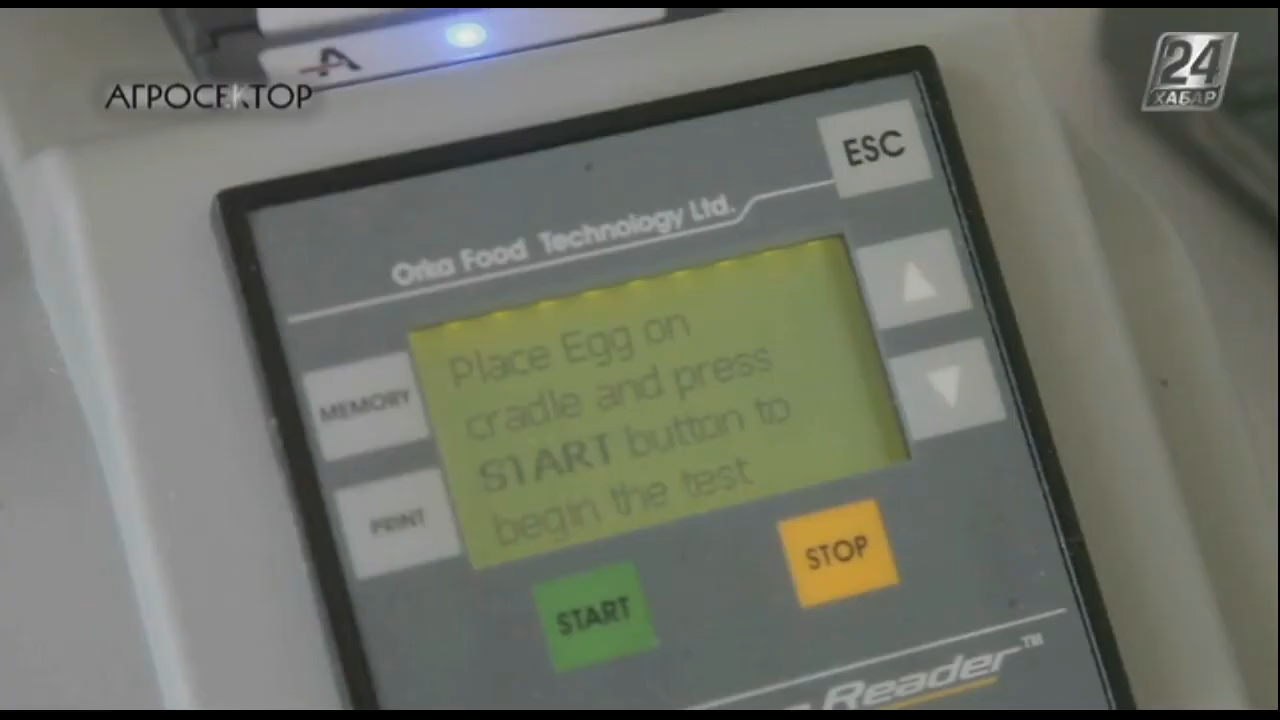 24
ХАБАР
АГРОСЕКТОР
ESC
Orka Food Technology Ltd.
Place Egg on
cradle and press
START button to
begin the test
MEMORY
PRINT
START
STOP
Reader™